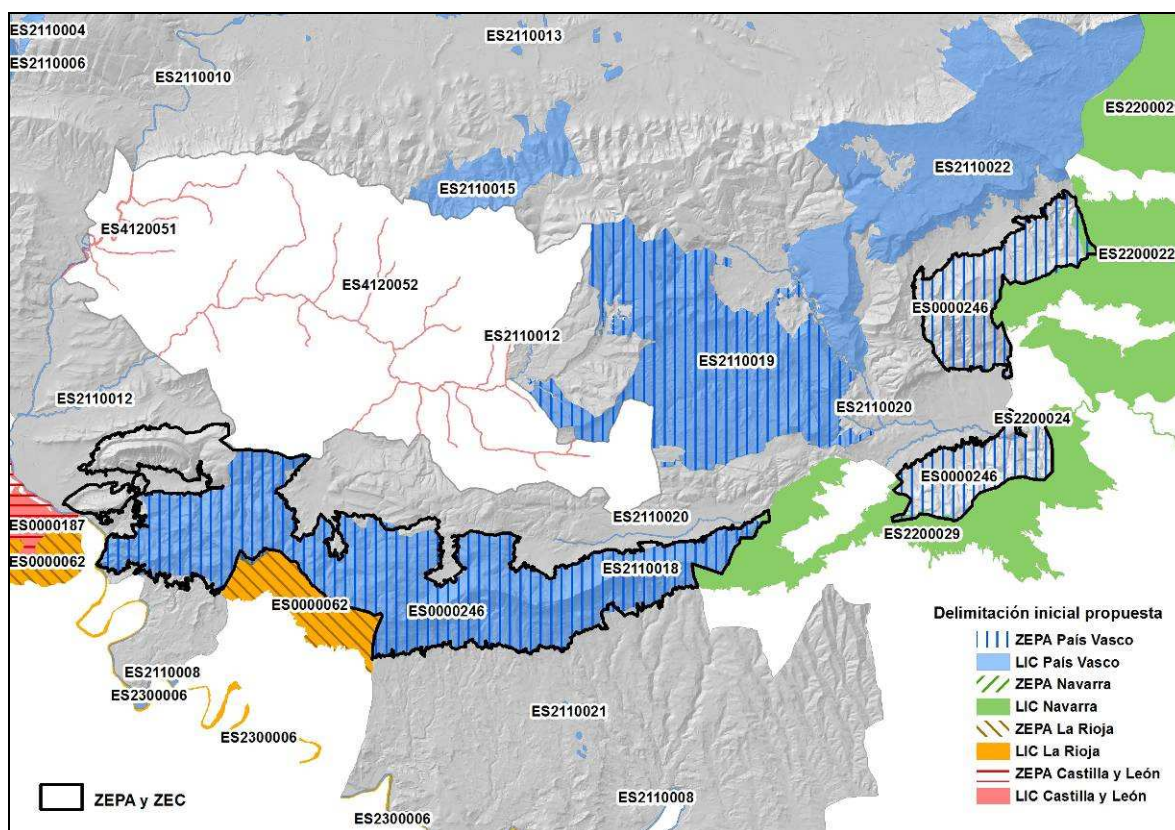 ES2110004
ES2110013
ES2110006
ES2110010
ES220002
ES2110022
ES2110015
ES4120051
ES2200022
ES4120052
ES0000246
ES2110012
ES2110019
ES2110012
ES2110020
ES2200024
ES0000246
ES0000187
ES2110020
ES2200029
ES0000062
ES2110018
ES0000062
ES0000246
ES2110008
ES2300006
ES2300006
ES2110021
ES2110008
ES2300006
ZEPA y ZEC
Delimitación inicial propuesta
ZEPA País Vasco
LIC País Vasco
ZEPA Navarra
LIC Navarra
ZEPA La Rioja
LIC La Rioja
ZEPA Castilla y León
LIC Castilla y León